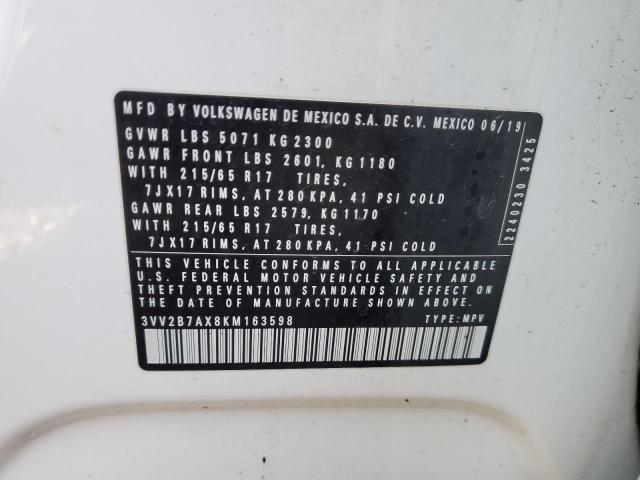 MFD BY VOLKSWAGEN DE MEXICO S.A. DE C.V. MEXICO 06/19
GVWR LBS 5071 KG 2300
GAWR FRONT LBS 2601, KG 1180
WITH 215/65 R17 TIRES,
7JX17 RIMS, AT 280 KPA, 41 PSI COLD
GAWR REAR LBS 2579, KG 1170
WITH 215/65 R17 TIRES,
7JX17 RIMS, AT 280 KPA, 41 PSI COLD
2240230 3425
THIS VEHICLE CONFORMS TO ALL APPLICABLE
U.S. FEDERAL MOTOR VEHICLE SAFETY AND
THEFT PREVENTION STANDARDS IN EFFECT ON
THE DATE OF MANUFACTURE SHOWN ABOVE.
3VV2B7AX8KM163598 TYPE: MPV